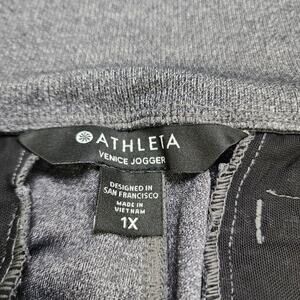 ATHLETA
VENICE JOGGER
DESIGNED IN
SAN FRANCISCO
MADE IN
VIETNAM
1X